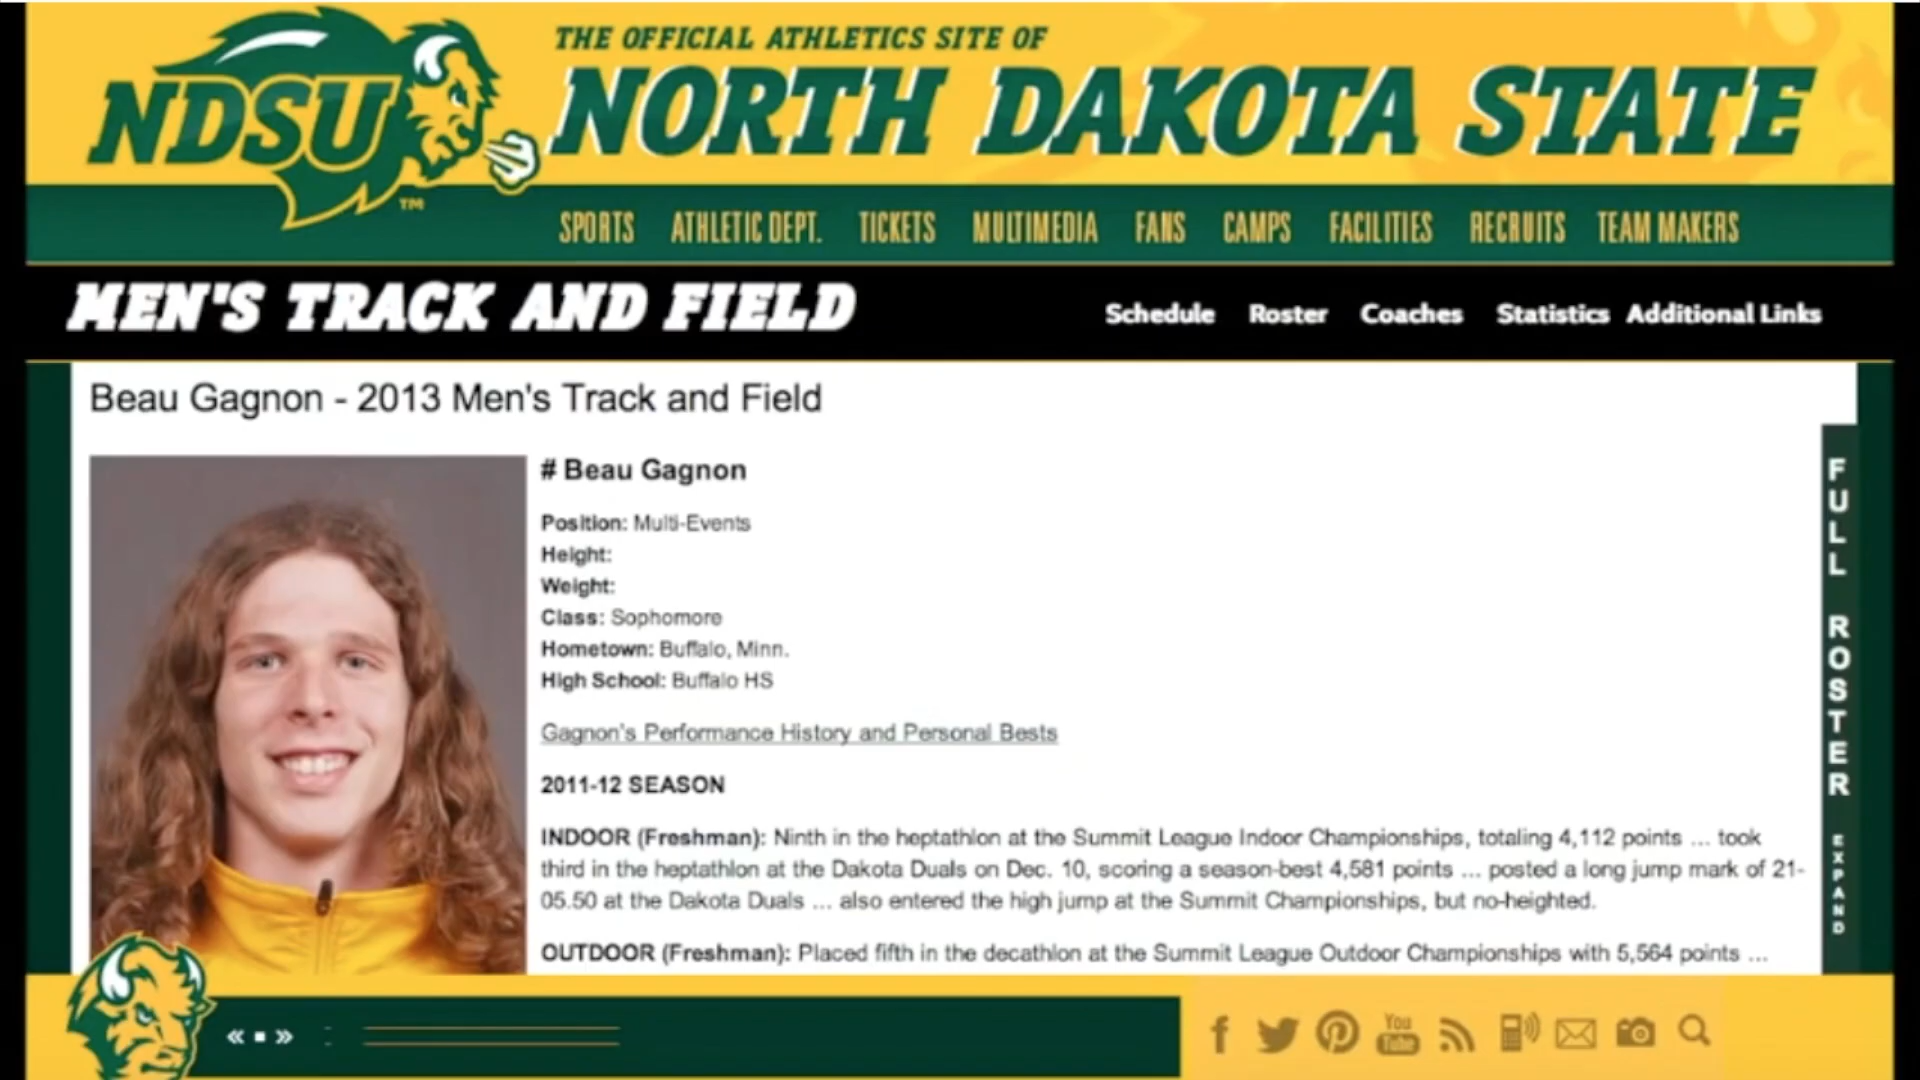 THE OFFICIAL ATHLETICS SITE OF
NDSU NORTH DAKOTA STATE
TM
SPORTS ATHLETIC DEPT. TICKETS MULTIMEDIA FANS CAMPS FACILITIES RECRUITS TEAM MAKERS
MEN'S TRACK AND FIELD
Schedule Roster Coaches Statistics Additional Links
Beau Gagnon - 2013 Men's Track and Field
# Beau Gagnon
Position: Multi-Events
Height:
Weight:
Class: Sophomore
Hometown: Buffalo, Minn.
High School: Buffalo HS
Gagnon's Performance History and Personal Bests
2011-12 SEASON
INDOOR (Freshman): Ninth in the heptathlon at the Summit League Indoor Championships, totaling 4,112 points ... took
third in the heptathlon at the Dakota Duals on Dec. 10, scoring a season-best 4,581 points ... posted a long jump mark of 21-
05.50 at the Dakota Duals ... also entered the high jump at the Summit Championships, but no-heighted.
OUTDOOR (Freshman): Placed fifth in the decathlon at the Summit League Outdoor Championships with 5,564 points ...
FULL ROSTER
EXPAND
You Tube